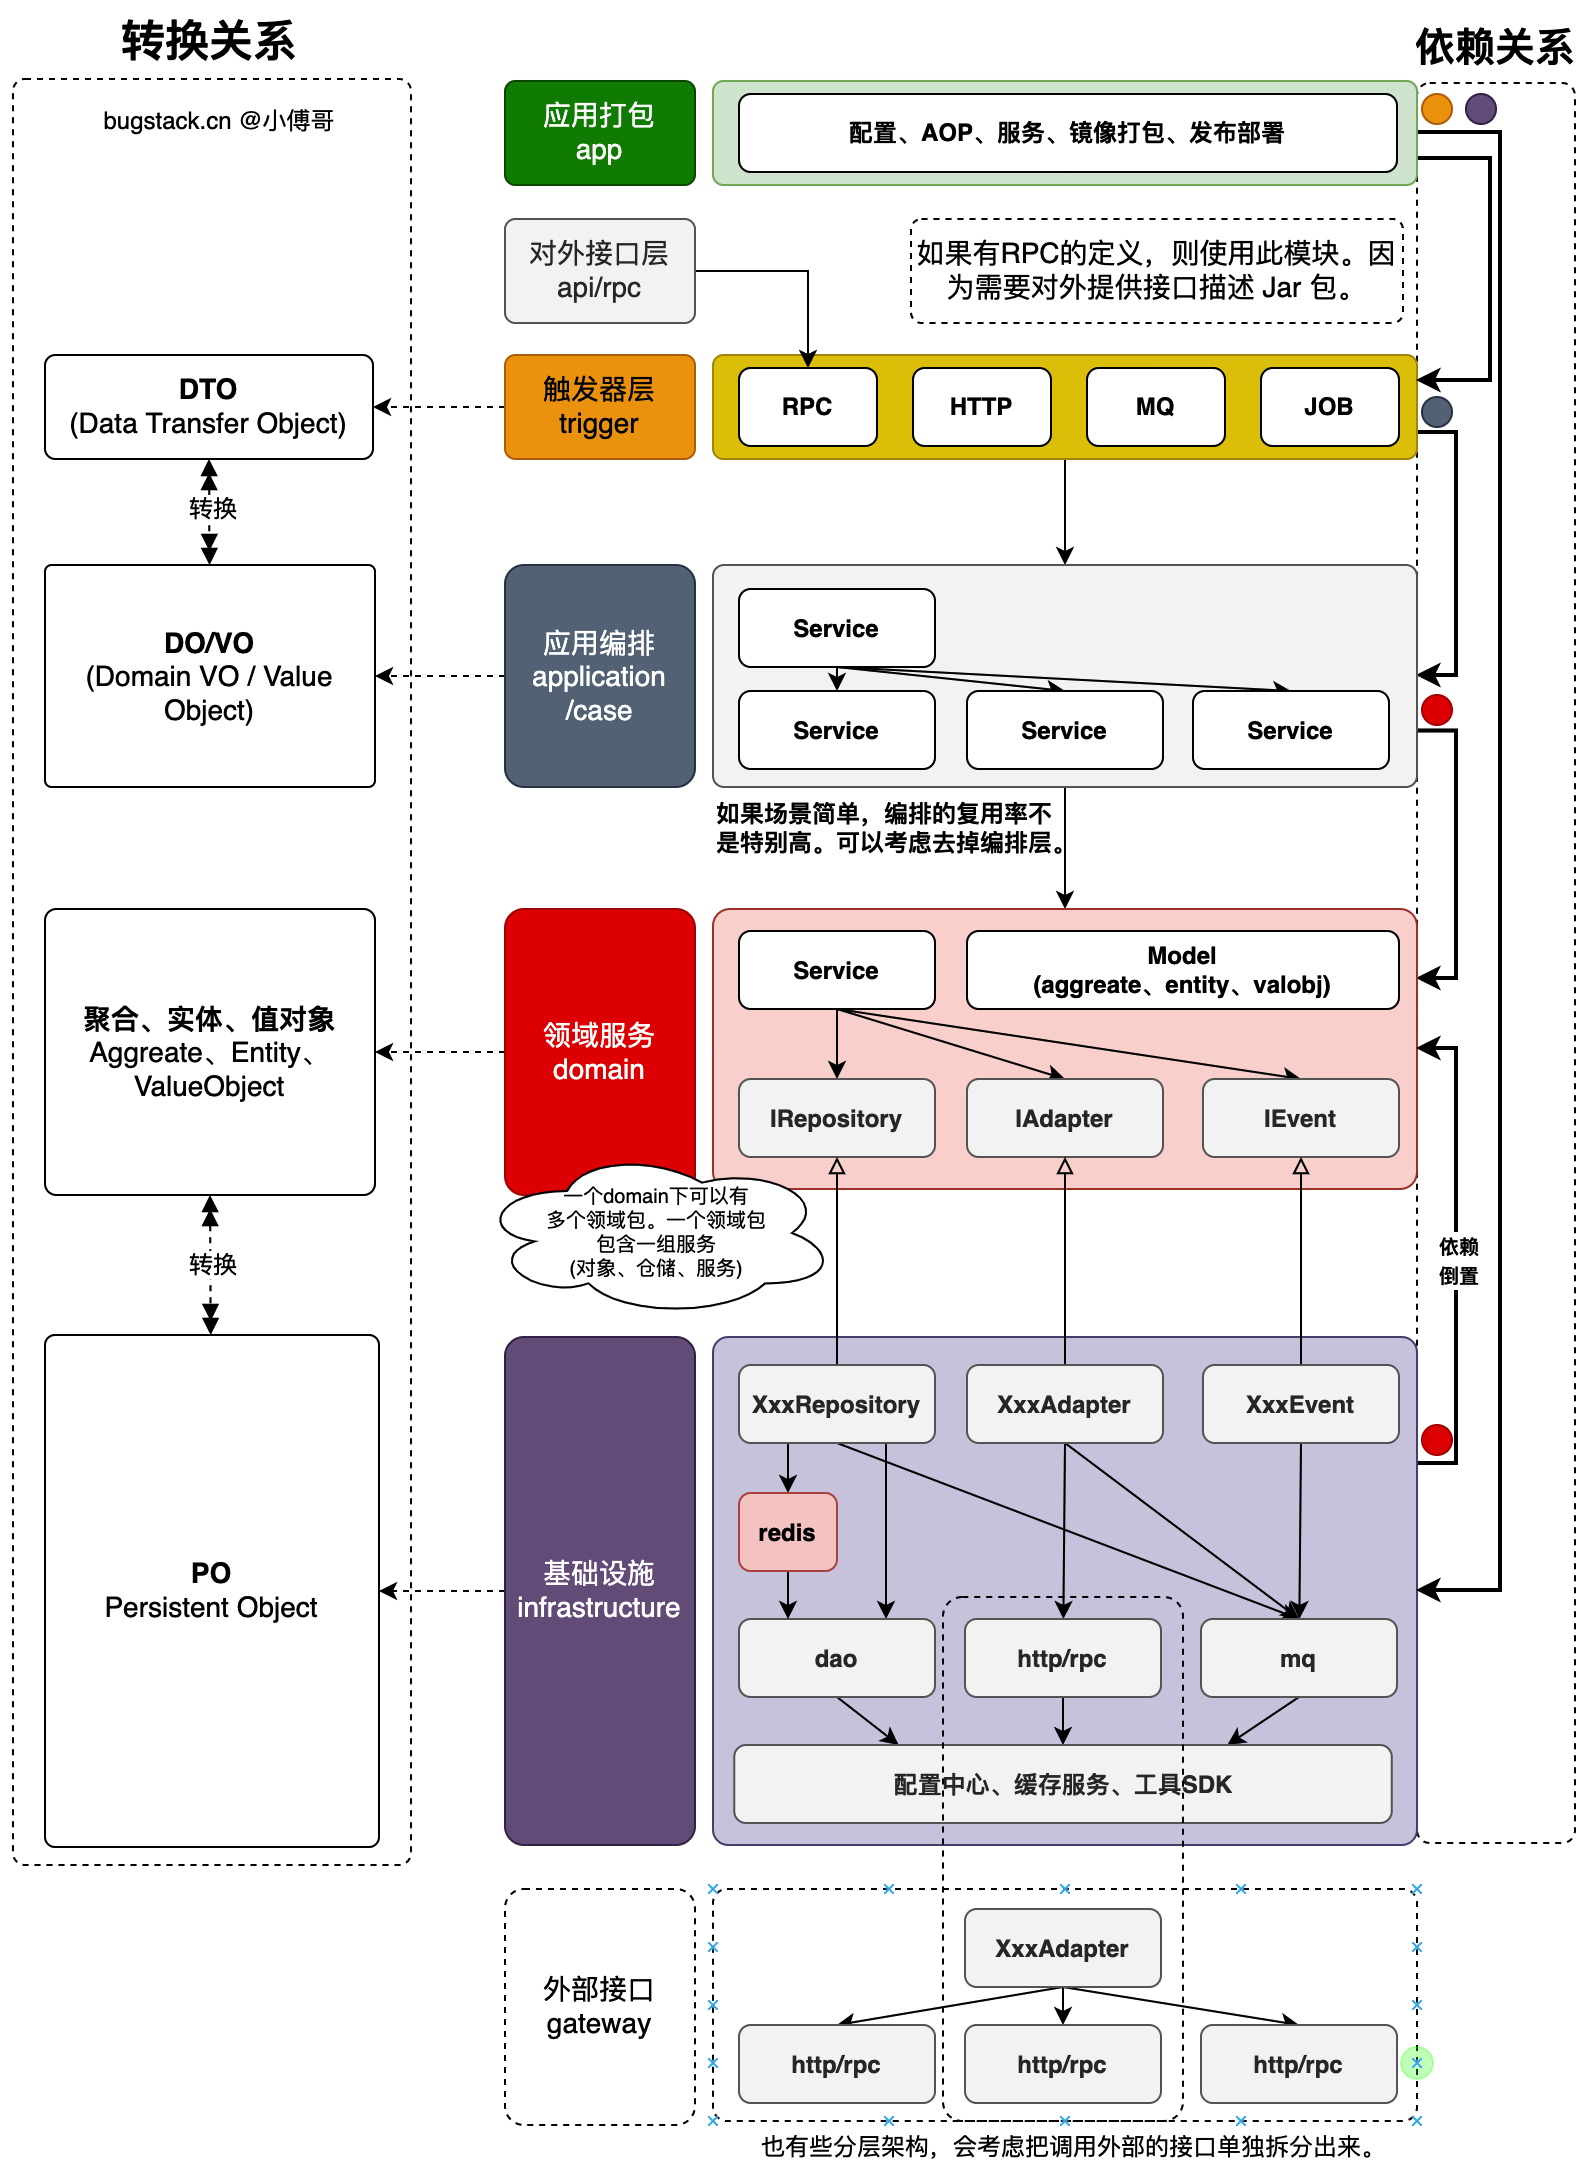 转换关系
依赖关系
bugstack.cn @小傅哥
应用打包
app
配置、AOP、服务、镜像打包、发布部署
对外接口层
api/rpc
如果有RPC的定义，则使用此模块。因
为需要对外提供接口描述 Jar 包。
DTO
(Data Transfer Object)
触发器层
trigger
RPC
HTTP
MQ
JOB
转换
DO/VO
(Domain VO / Value
Object)
应用编排
application
/case
Service
Service
Service
Service
如果场景简单，编排的复用率不
是特别高。可以考虑去掉编排层。
聚合、实体、值对象
Aggreate、Entity、
ValueObject
领域服务
domain
Service
Model
(aggreate、entity、valobj)
IRepository
IAdapter
IEvent
一个domain下可以有
多个领域包。一个领域包
包含一组服务
(对象、仓储、服务)
转换
依赖
倒置
PO
Persistent Object
基础设施
infrastructure
XxxRepository
XxxAdapter
XxxEvent
redis
dao
http/rpc
mq
配置中心、缓存服务、工具SDK
外部接口
gateway
XxxAdapter
http/rpc
http/rpc
http/rpc
也有些分层架构，会考虑把调用外部的接口单独拆分出来。